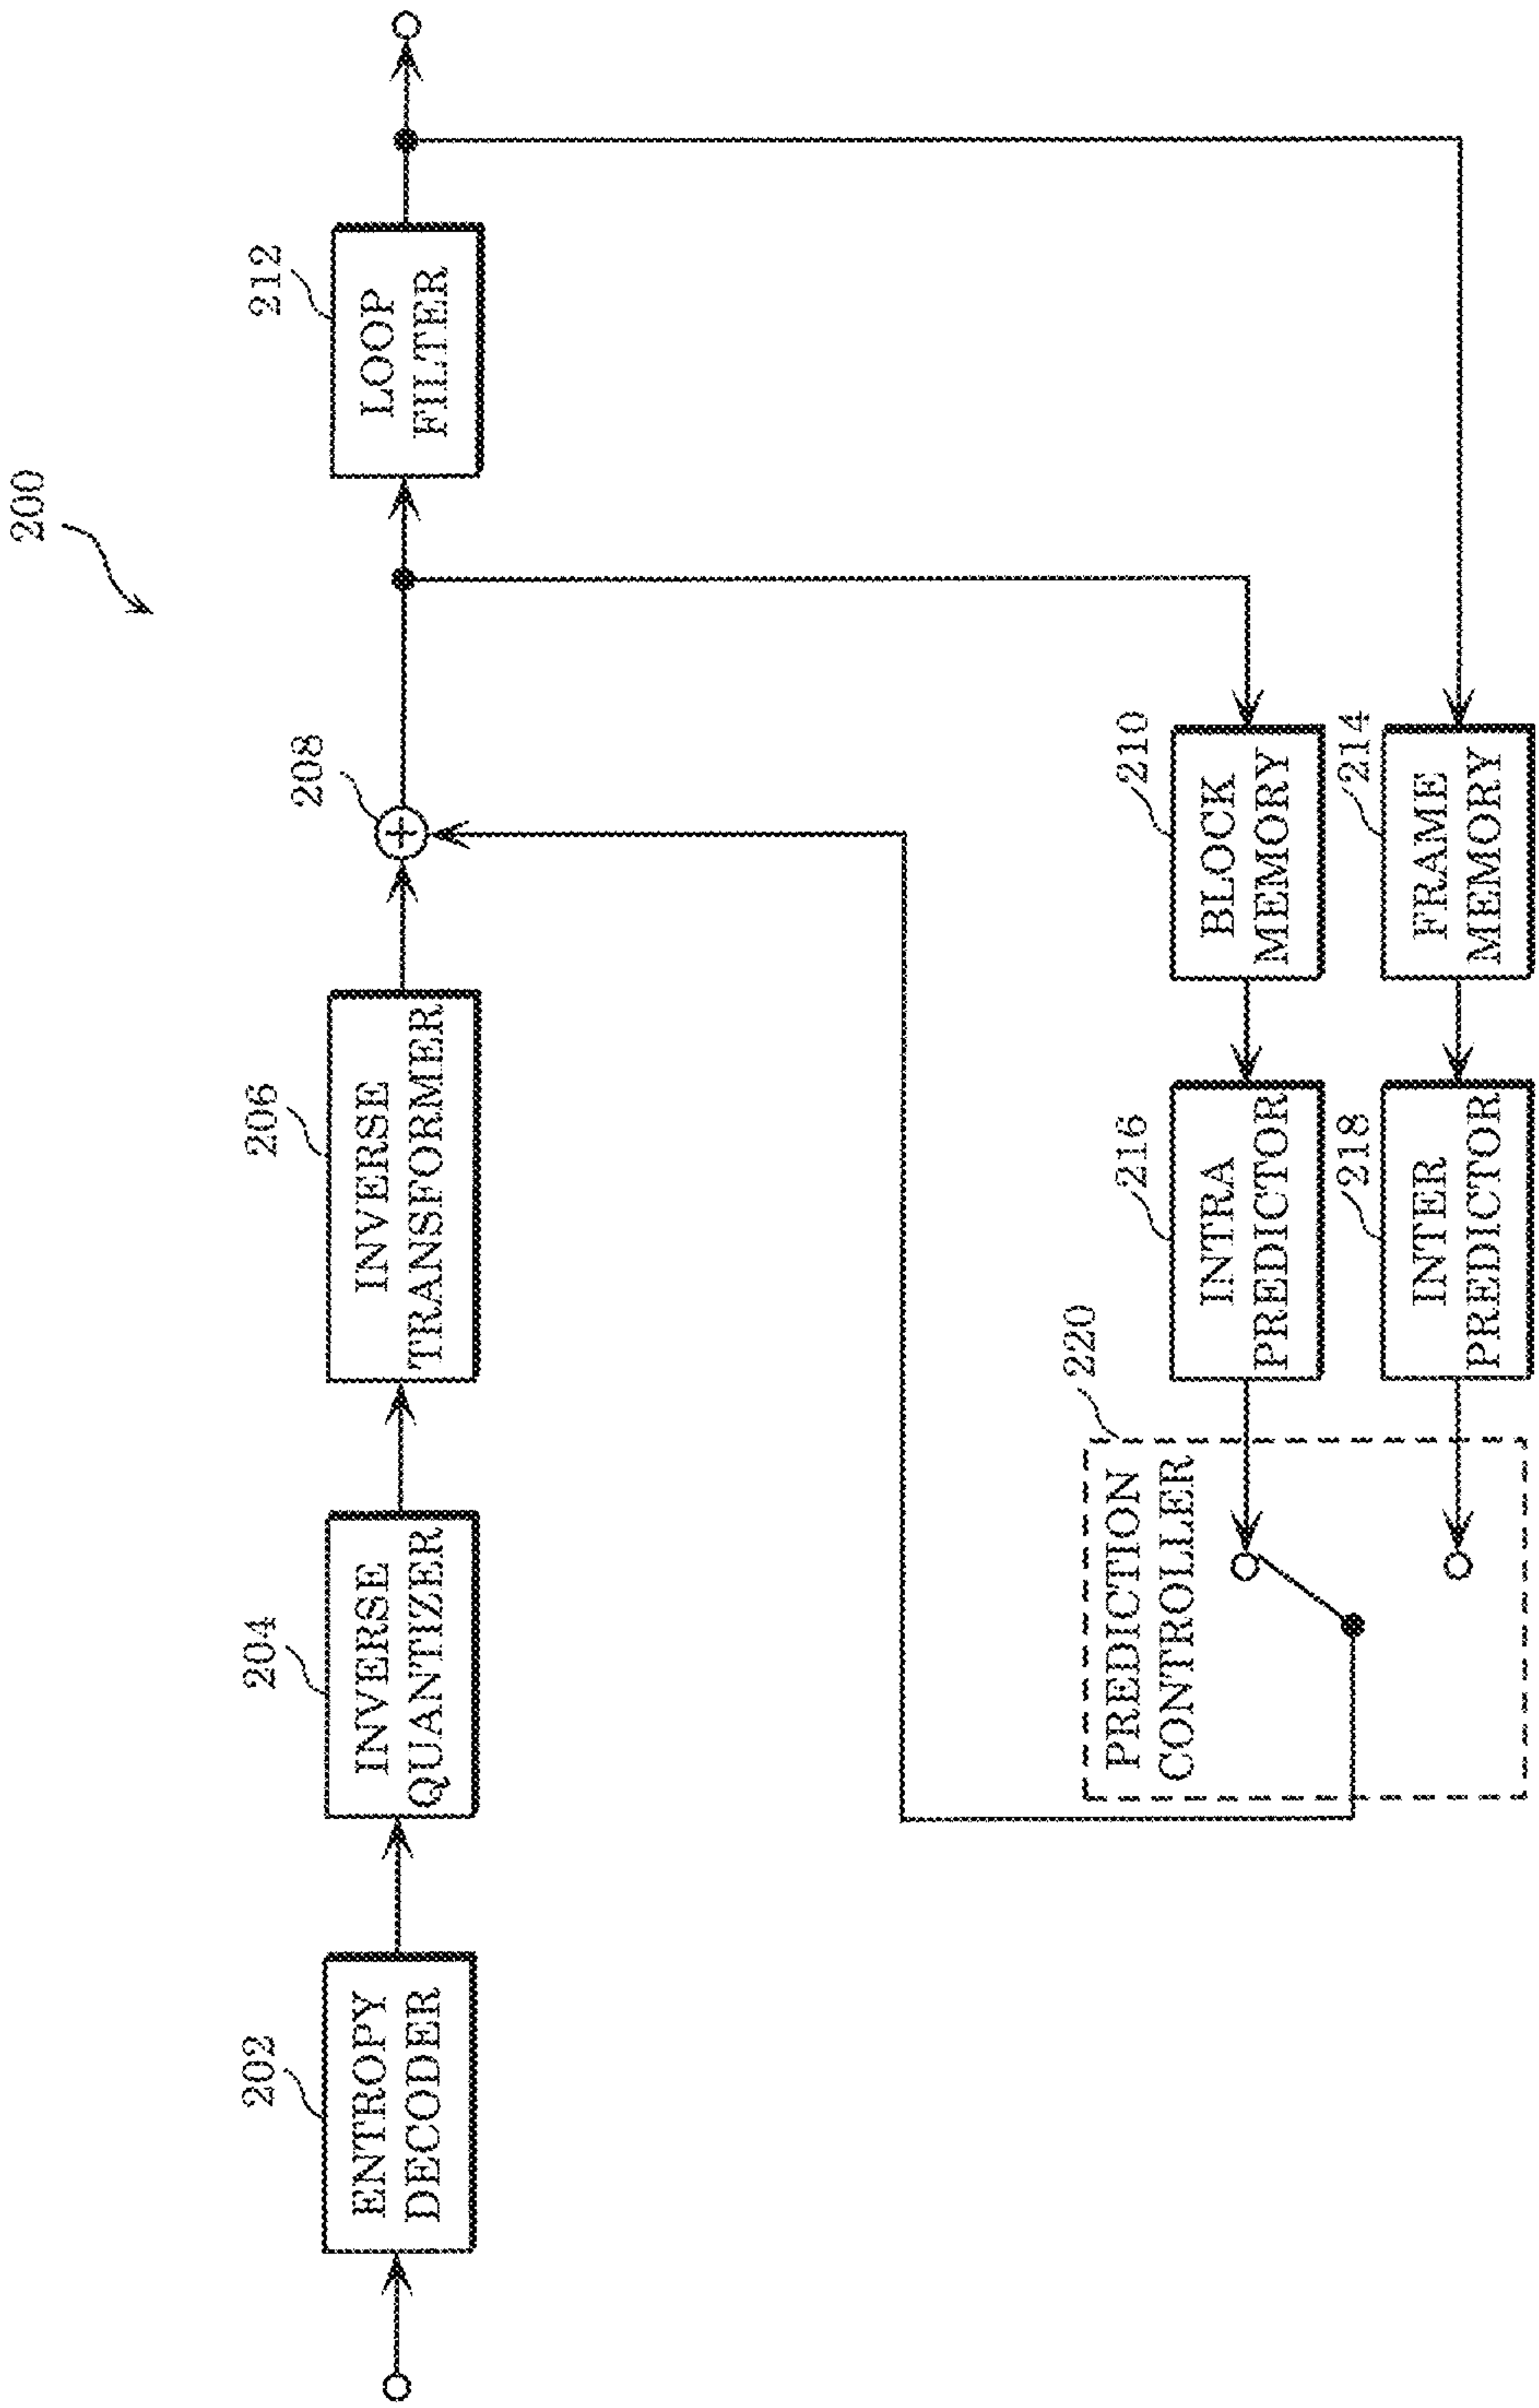 200
202
ENTROPY
DECODER
204
INVERSE
QUANTIZER
206
INVERSE
TRANSFORMER
208
+
212
LOOP
FILTER
220
PREDICTION
CONTROLLER
216
INTRA
PREDICTOR
210
BLOCK
MEMORY
218
INTER
PREDICTOR
214
FRAME
MEMORY